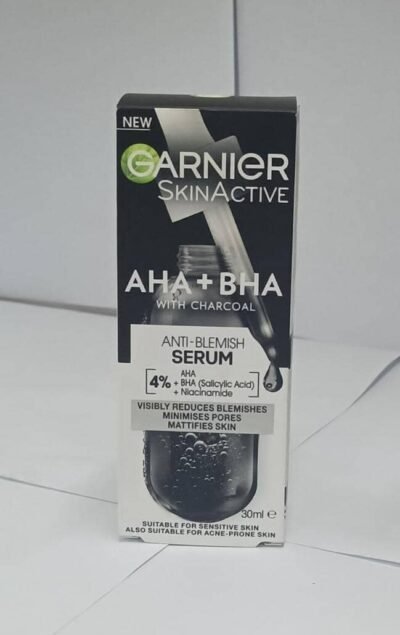 NEW
GARNIER
SKINACTIVE
AHA + BHA
WITH CHARCOAL
ANTI-BLEMISH
SERUM
4% AHA
+ BHA (Salicylic Acid)
+ Niacinamide
VISIBLY REDUCES BLEMISHES
MINIMISES PORES
MATTIFIES SKIN
30ml e
SUITABLE FOR SENSITIVE SKIN
ALSO SUITABLE FOR ACNE-PRONE SKIN